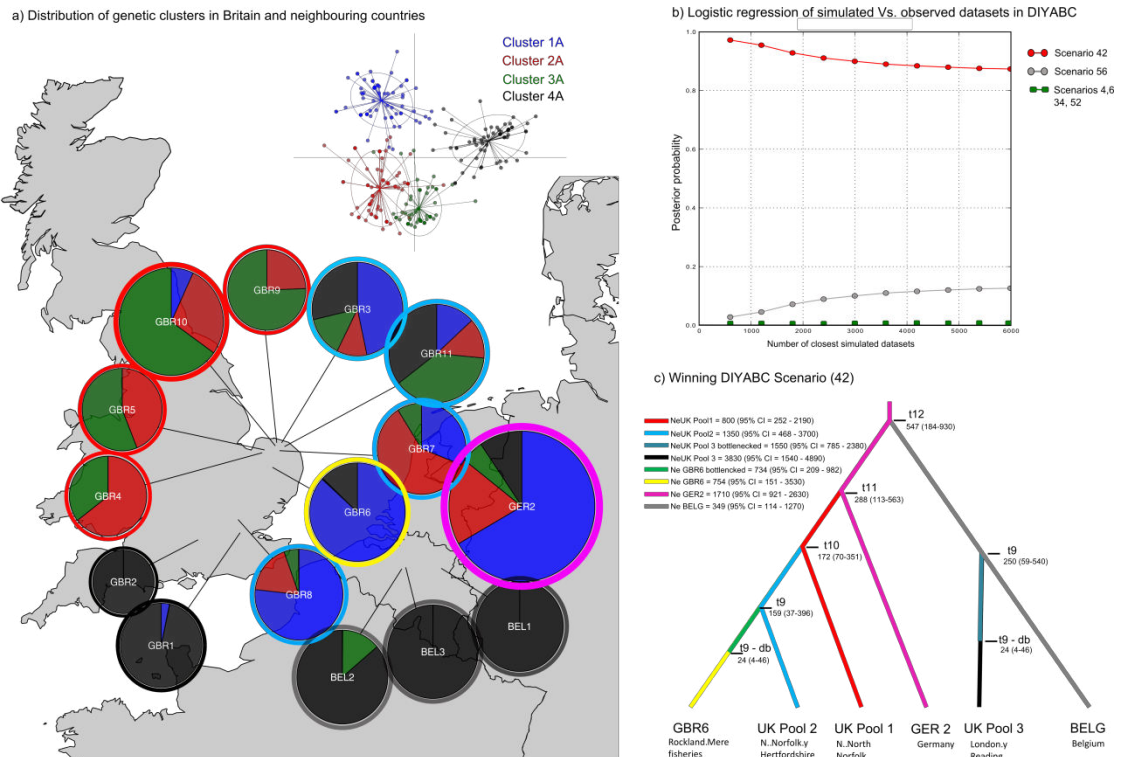 a) Distribution of genetic clusters in Britain and neighbouring countries
Cluster 1A
Cluster 2A
Cluster 3A
Cluster 4A
GBR10
GBR9
GBR3
GBR11
GBR5
GBR7
GBR4
GBR6
GER2
GBR2
GBR8
GBR1
BEL2
BEL3
BEL1
b) Logistic regression of simulated Vs. observed datasets in DIYABC
1.0
0.8
0.6
0.4
0.2
0.0
Posterior probability
0
1000
2000
3000
4000
5000
6000
Number of closest simulated datasets
Scenario 42
Scenario 56
Scenarios 4,6
34, 52
c) Winning DIYABC Scenario (42)
NeUK Pool1 = 800 (95% CI = 252 - 2190)
NeUK Pool2 = 1350 (95% CI = 468 - 3700)
NeUK Pool 3 bottlenecked = 1550 (95% CI = 785 - 2380)
NeUK Pool 3 = 3830 (95% CI = 1540 - 4890)
Ne GBR6 bottlencked = 734 (95% CI = 209 - 982)
Ne GBR6 = 754 (95% CI = 151 - 3530)
Ne GER2 = 1710 (95% CI = 921 - 2630)
Ne BELG = 349 (95% CI = 114 - 1270)
t12
547 (184-930)
t11
288 (113-563)
t10
172 (70-351)
t9
250 (59-540)
t9
159 (37-396)
t9 - db
24 (4-46)
t9 - db
24 (4-46)
GBR6
Rockland.Mere
fisheries
UK Pool 2
N..Norfolk.y
Hertfordshire
UK Pool 1
N..North
Norfolk
GER 2
Germany
UK Pool 3
London.y
Reading
BELG
Belgium